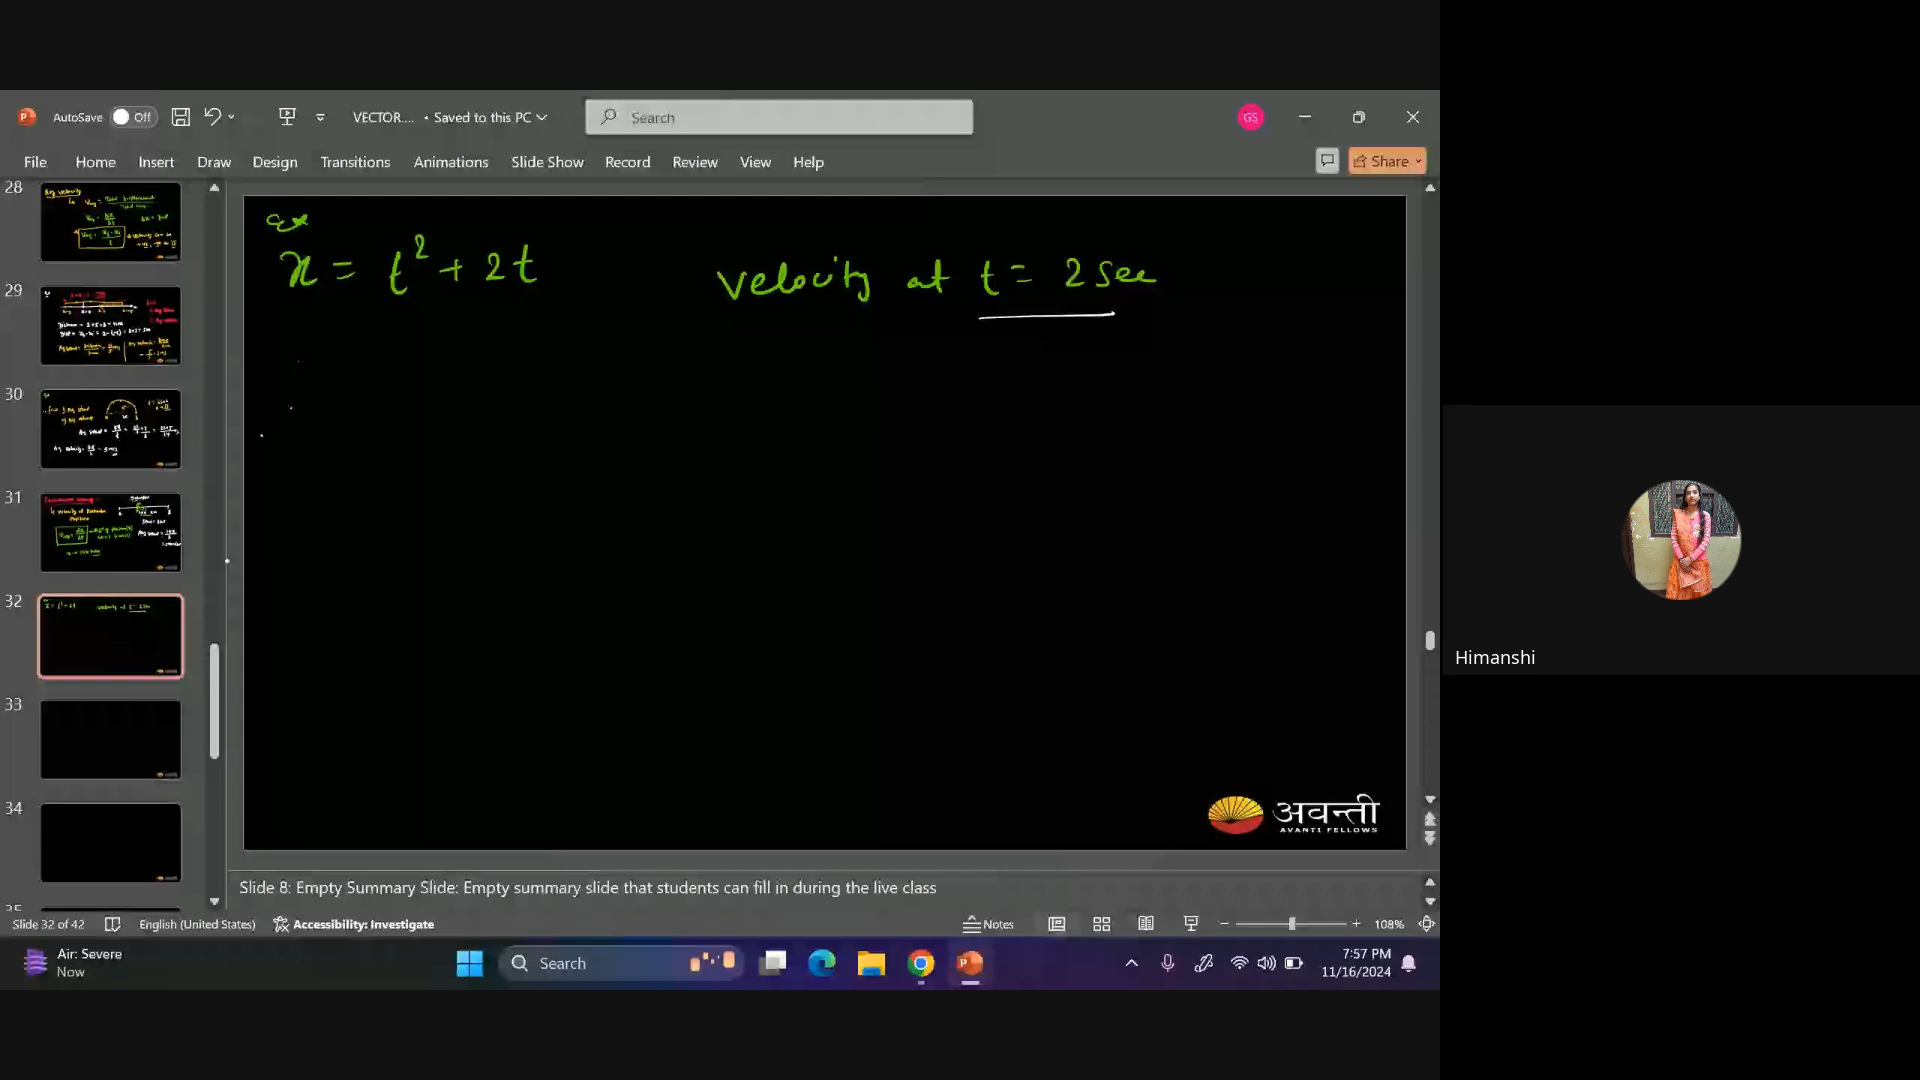 AutoSave Off VECTOR.... • Saved to this PC Search GS
File Home Insert Draw Design Transitions Animations Slide Show Record Review View Help Share
28
29
30
31
32
33
34
ex
x = t² + 2t velocity at t = 2 sec
अवन्ती
AVANTI FELLOWS
Himanshi
Slide 8: Empty Summary Slide: Empty summary slide that students can fill in during the live class
Slide 32 of 42 English (United States) Accessibility: Investigate Notes 108%
Air: Severe
Now
Search
7:57 PM
11/16/2024